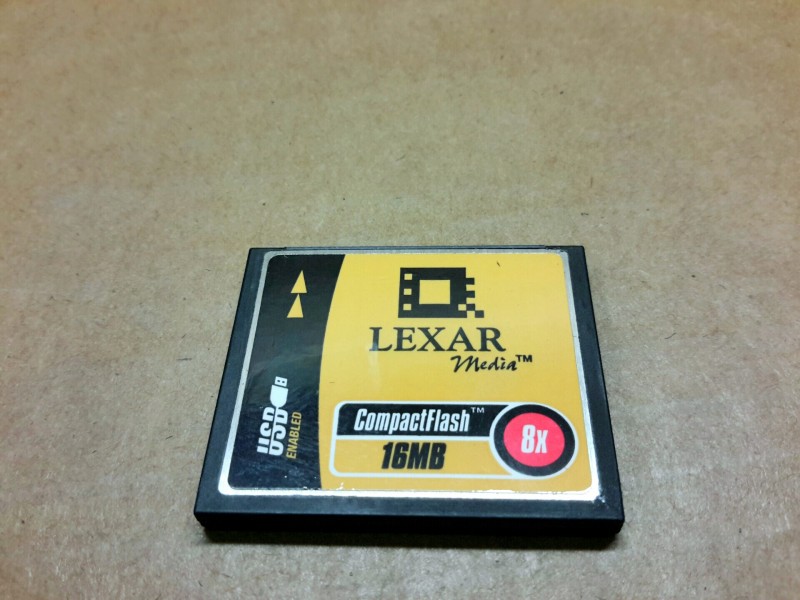 LEXAR
Media™
CompactFlash™
16MB
8x
USB
ENABLED